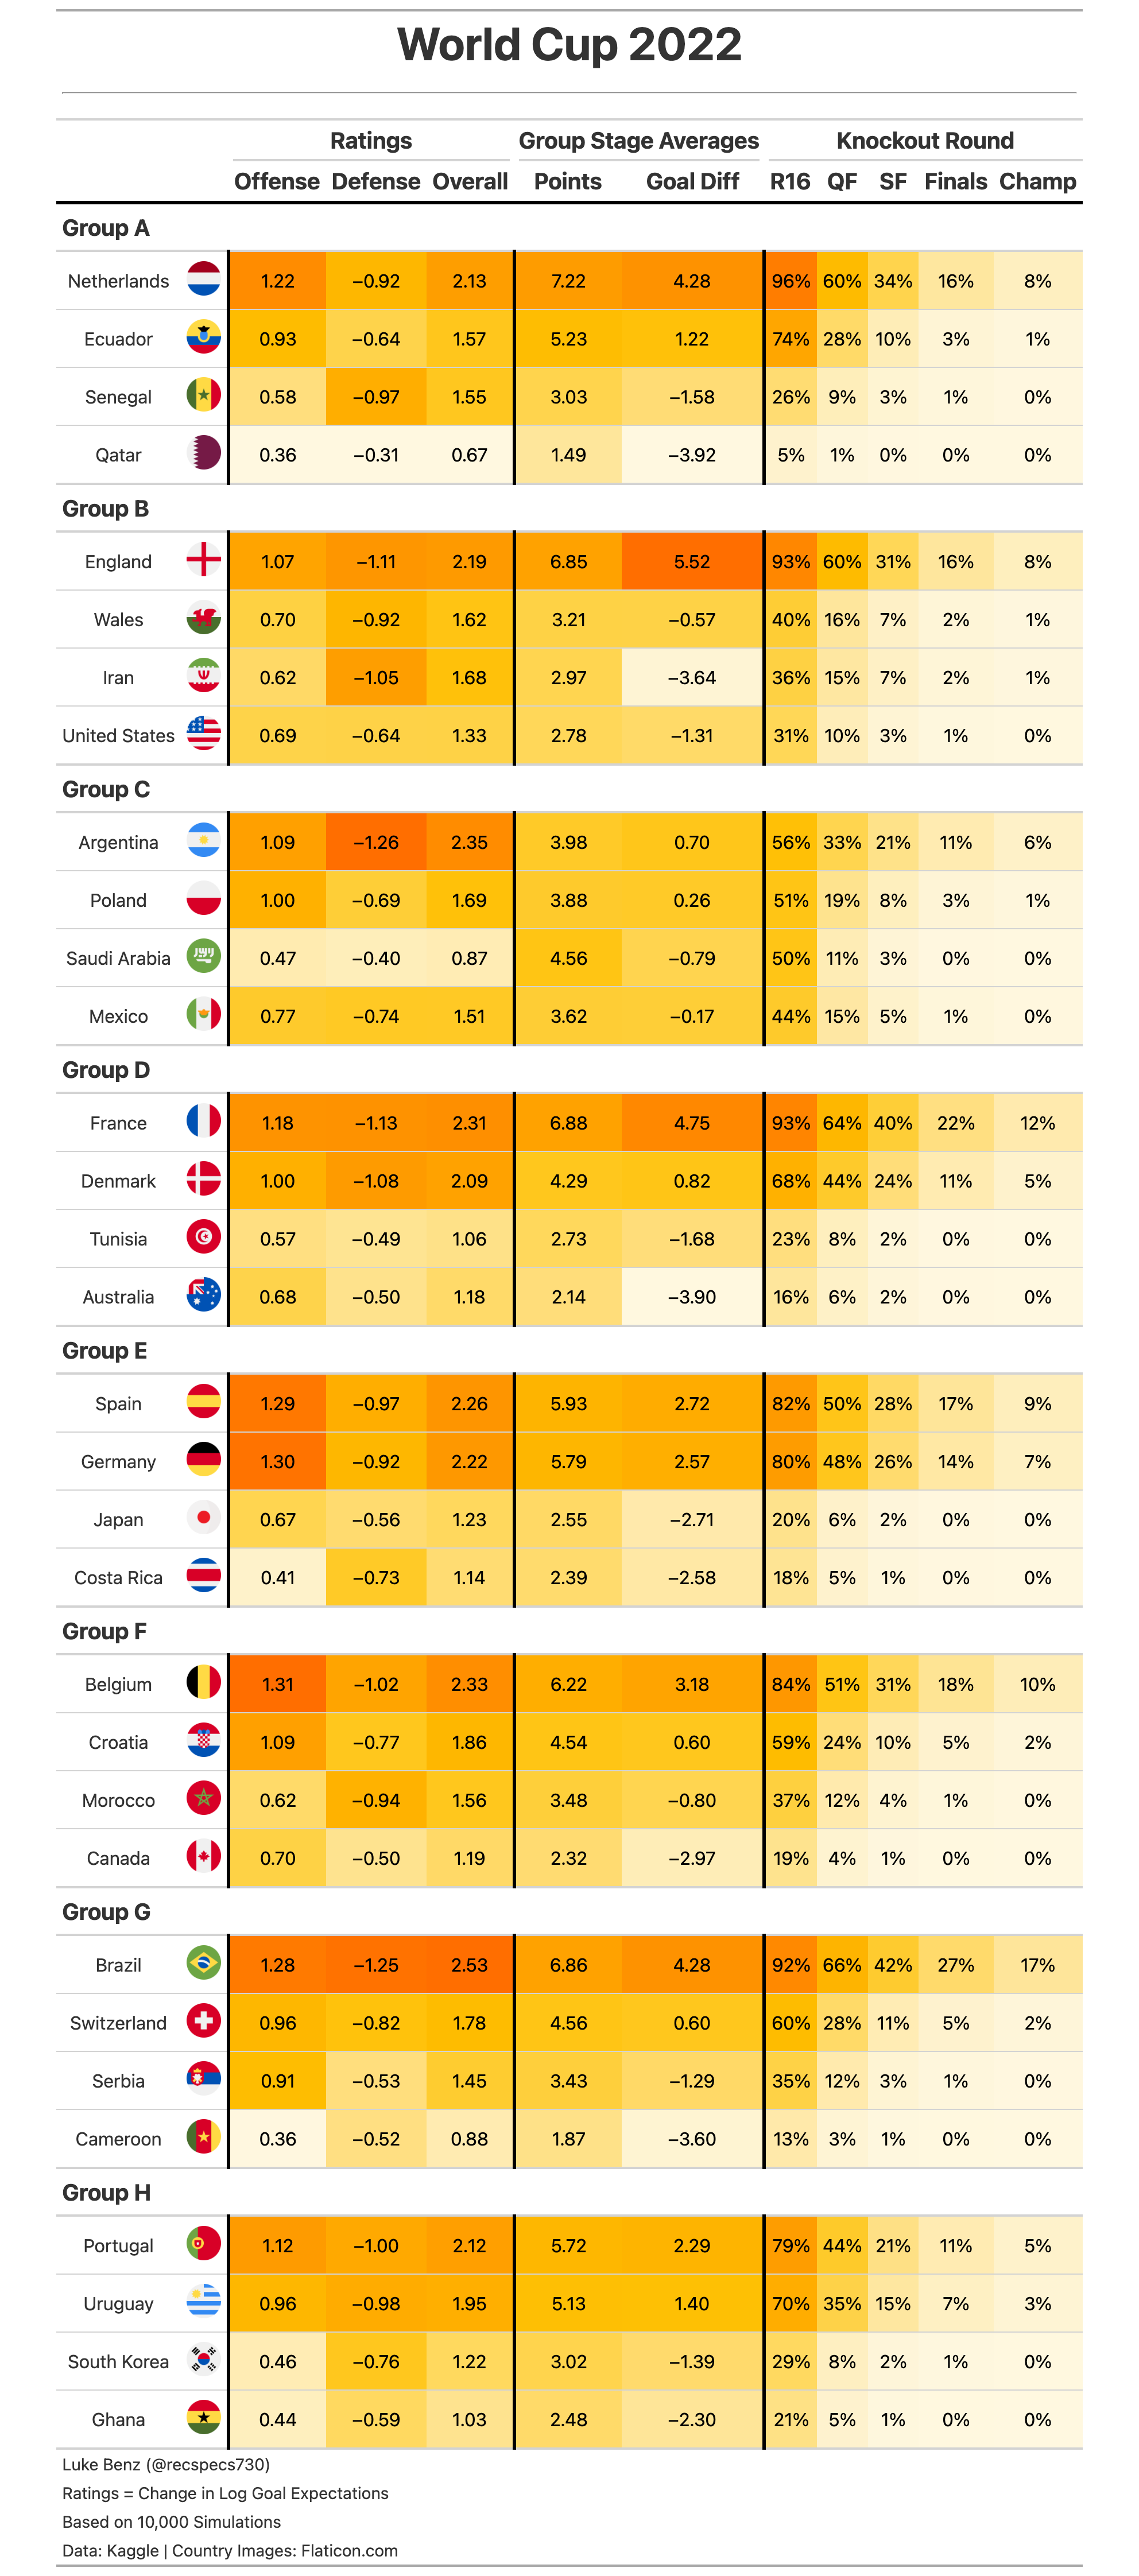 World Cup 2022
Ratings Group Stage Averages Knockout Round
Offense Defense Overall Points Goal Diff R16 QF SF Finals Champ
Group A
Netherlands 1.22 −0.92 2.13 7.22 4.28 96% 60% 34% 16% 8%
Ecuador 0.93 −0.64 1.57 5.23 1.22 74% 28% 10% 3% 1%
Senegal 0.58 −0.97 1.55 3.03 −1.58 26% 9% 3% 1% 0%
Qatar 0.36 −0.31 0.67 1.49 −3.92 5% 1% 0% 0% 0%
Group B
England 1.07 −1.11 2.19 6.85 5.52 93% 60% 31% 16% 8%
Wales 0.70 −0.92 1.62 3.21 −0.57 40% 16% 7% 2% 1%
Iran 0.62 −1.05 1.68 2.97 −3.64 36% 15% 7% 2% 1%
United States 0.69 −0.64 1.33 2.78 −1.31 31% 10% 3% 1% 0%
Group C
Argentina 1.09 −1.26 2.35 3.98 0.70 56% 33% 21% 11% 6%
Poland 1.00 −0.69 1.69 3.88 0.26 51% 19% 8% 3% 1%
Saudi Arabia 0.47 −0.40 0.87 4.56 −0.79 50% 11% 3% 0% 0%
Mexico 0.77 −0.74 1.51 3.62 −0.17 44% 15% 5% 1% 0%
Group D
France 1.18 −1.13 2.31 6.88 4.75 93% 64% 40% 22% 12%
Denmark 1.00 −1.08 2.09 4.29 0.82 68% 44% 24% 11% 5%
Tunisia 0.57 −0.49 1.06 2.73 −1.68 23% 8% 2% 0% 0%
Australia 0.68 −0.50 1.18 2.14 −3.90 16% 6% 2% 0% 0%
Group E
Spain 1.29 −0.97 2.26 5.93 2.72 82% 50% 28% 17% 9%
Germany 1.30 −0.92 2.22 5.79 2.57 80% 48% 26% 14% 7%
Japan 0.67 −0.56 1.23 2.55 −2.71 20% 6% 2% 0% 0%
Costa Rica 0.41 −0.73 1.14 2.39 −2.58 18% 5% 1% 0% 0%
Group F
Belgium 1.31 −1.02 2.33 6.22 3.18 84% 51% 31% 18% 10%
Croatia 1.09 −0.77 1.86 4.54 0.60 59% 24% 10% 5% 2%
Morocco 0.62 −0.94 1.56 3.48 −0.80 37% 12% 4% 1% 0%
Canada 0.70 −0.50 1.19 2.32 −2.97 19% 4% 1% 0% 0%
Group G
Brazil 1.28 −1.25 2.53 6.86 4.28 92% 66% 42% 27% 17%
Switzerland 0.96 −0.82 1.78 4.56 0.60 60% 28% 11% 5% 2%
Serbia 0.91 −0.53 1.45 3.43 −1.29 35% 12% 3% 1% 0%
Cameroon 0.36 −0.52 0.88 1.87 −3.60 13% 3% 1% 0% 0%
Group H
Portugal 1.12 −1.00 2.12 5.72 2.29 79% 44% 21% 11% 5%
Uruguay 0.96 −0.98 1.95 5.13 1.40 70% 35% 15% 7% 3%
South Korea 0.46 −0.76 1.22 3.02 −1.39 29% 8% 2% 1% 0%
Ghana 0.44 −0.59 1.03 2.48 −2.30 21% 5% 1% 0% 0%
Luke Benz (@recspecs730)
Ratings = Change in Log Goal Expectations
Based on 10,000 Simulations
Data: Kaggle | Country Images: Flaticon.com